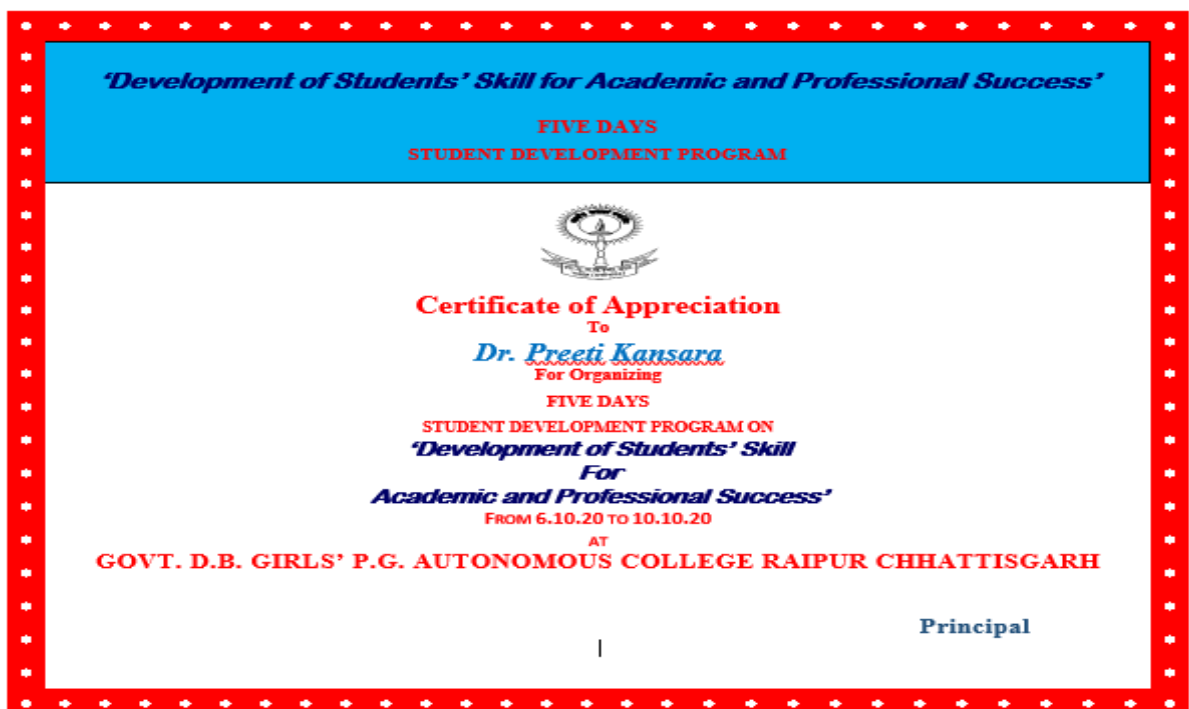 ‘Development of Students’ Skill for Academic and Professional Success’
FIVE DAYS
STUDENT DEVELOPMENT PROGRAM
Certificate of Appreciation
To
Dr. Preeti Kansara
For Organizing
FIVE DAYS
STUDENT DEVELOPMENT PROGRAM ON
‘Development of Students’ Skill
For
Academic and Professional Success’
FROM 6.10.20 TO 10.10.20
AT
GOVT. D.B. GIRLS’ P.G. AUTONOMOUS COLLEGE RAIPUR CHHATTISGARH
Principal